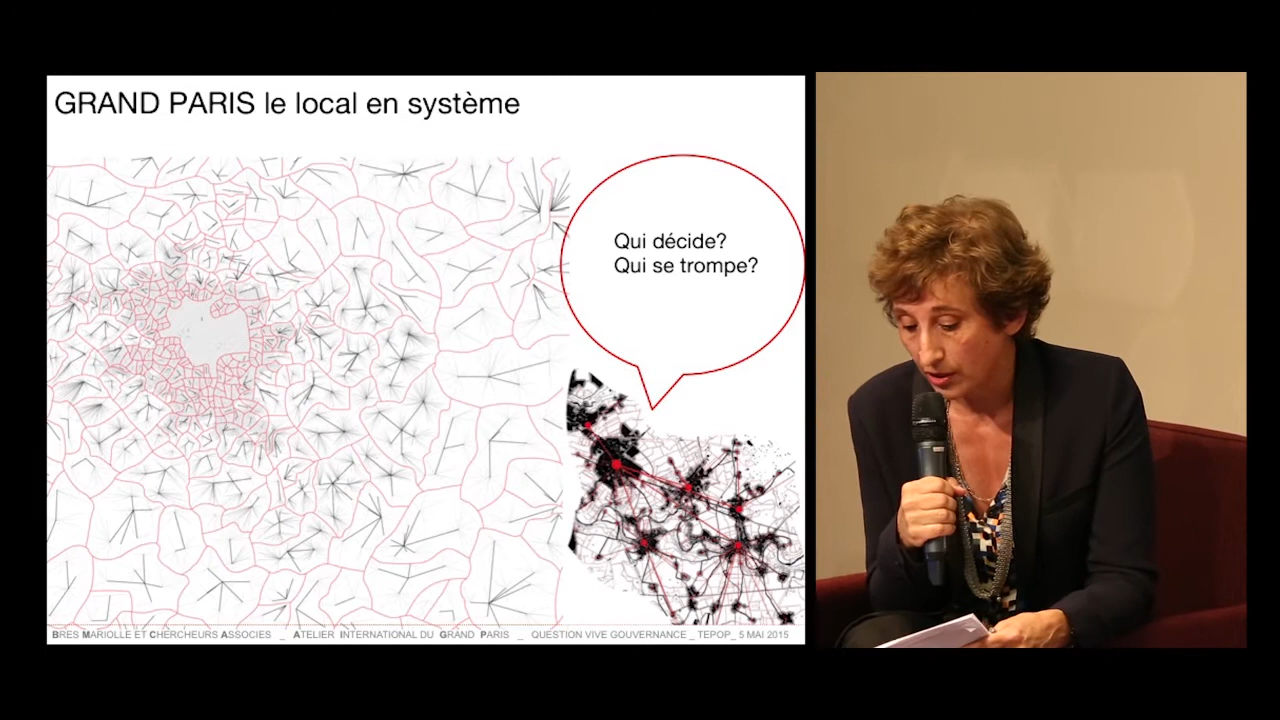 GRAND PARIS le local en système
Qui décide?
Qui se trompe?
BRES MARIOLLE ET CHERCHEURS ASSOCIES _ ATELIER INTERNATIONAL DU GRAND PARIS _ QUESTION VIVE GOUVERNANCE _ TEPOP_ 5 MAI 2015